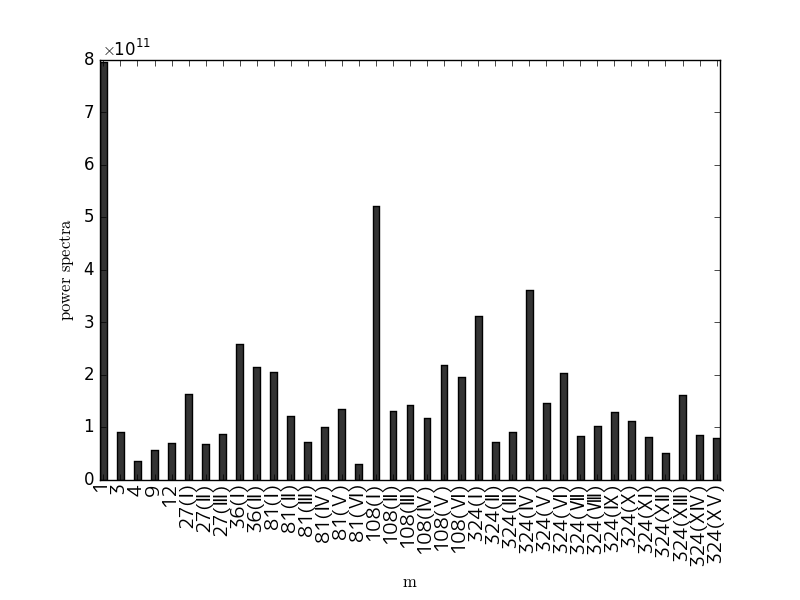 ×10^11
8
7
6
5
4
3
2
1
0
power spectra
1
3
4
9
12
27(I)
27(II)
27(III)
36(I)
36(II)
81(I)
81(II)
81(III)
81(IV)
81(V)
81(VI)
108(I)
108(II)
108(III)
108(IV)
108(V)
108(VI)
324(I)
324(II)
324(III)
324(IV)
324(V)
324(VI)
324(VII)
324(VIII)
324(IX)
324(X)
324(XI)
324(XII)
324(XIII)
324(XIV)
324(XV)
m